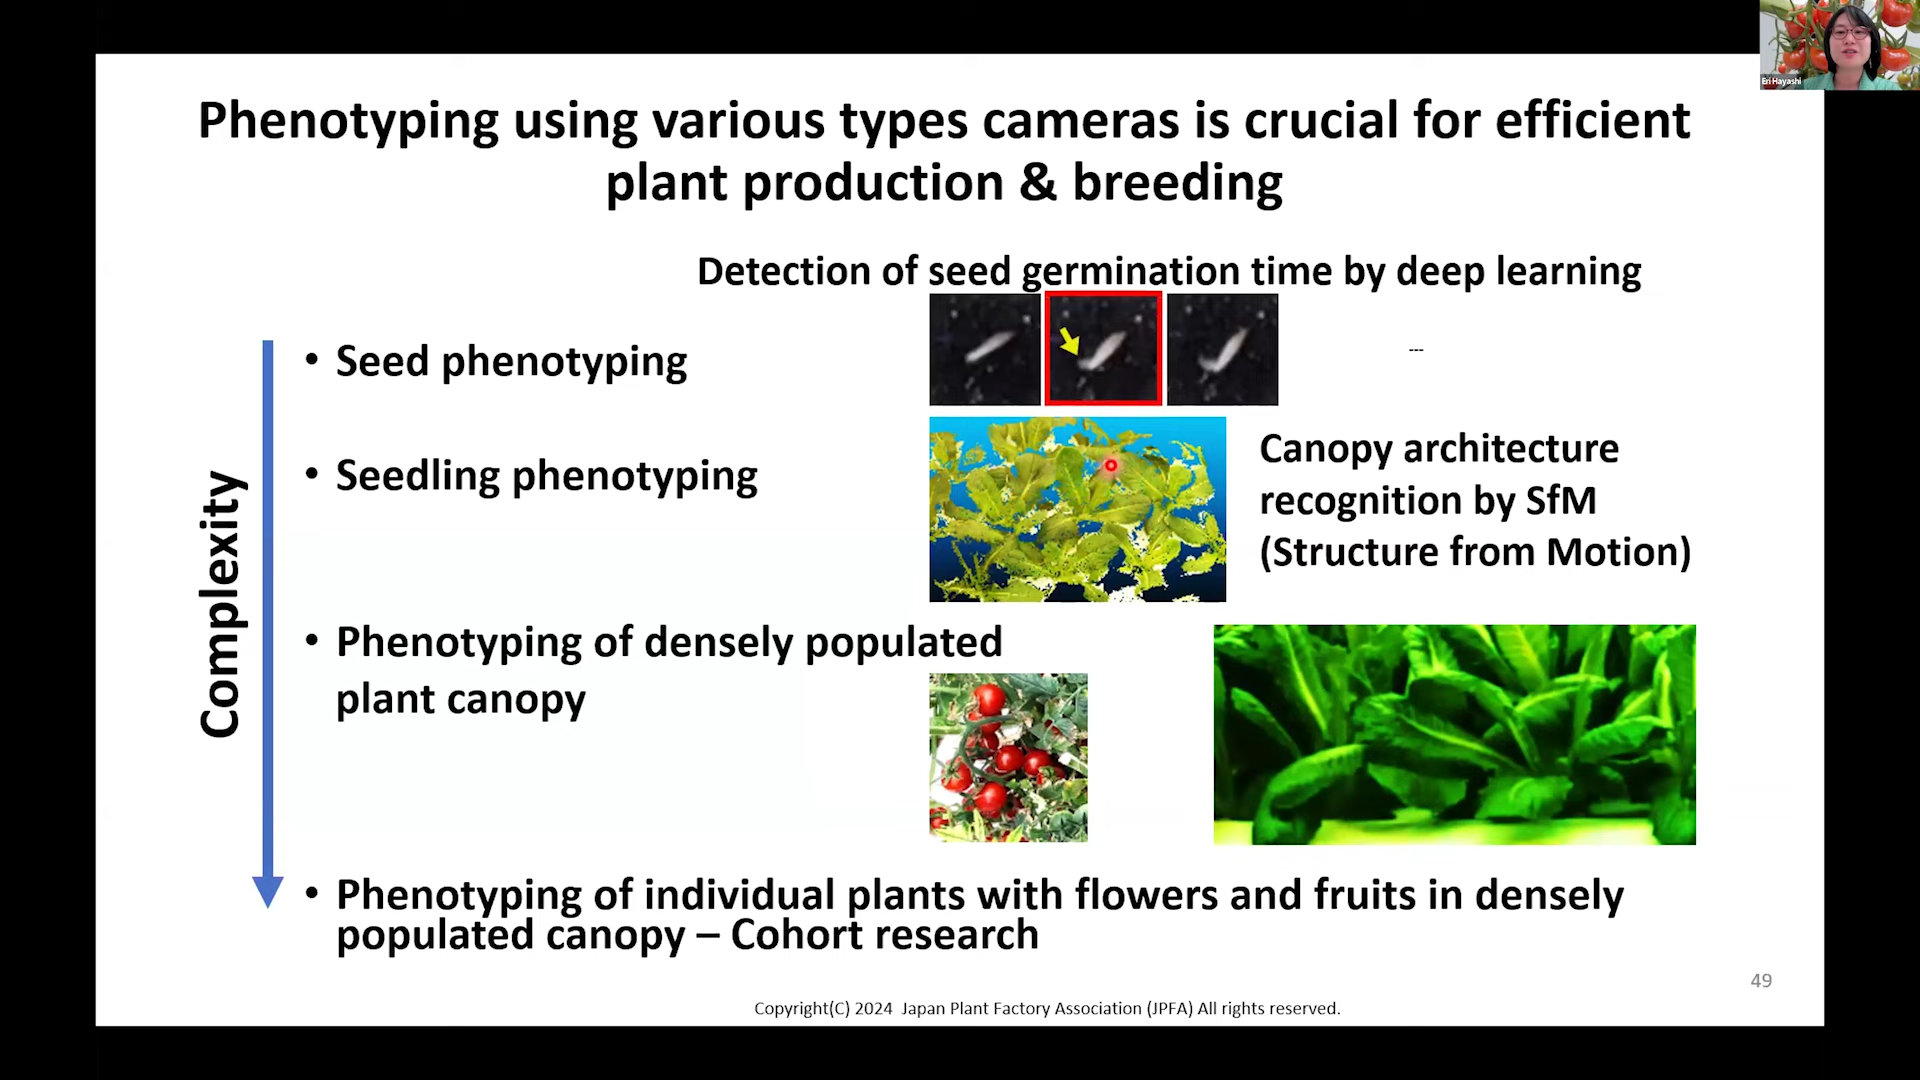 Eri Hayashi
Phenotyping using various types cameras is crucial for efficient
plant production & breeding
Detection of seed germination time by deep learning
• Seed phenotyping
---
• Seedling phenotyping
Canopy architecture
recognition by SfM
(Structure from Motion)
Complexity
• Phenotyping of densely populated
plant canopy
• Phenotyping of individual plants with flowers and fruits in densely
populated canopy – Cohort research
49
Copyright(C) 2024 Japan Plant Factory Association (JPFA) All rights reserved.